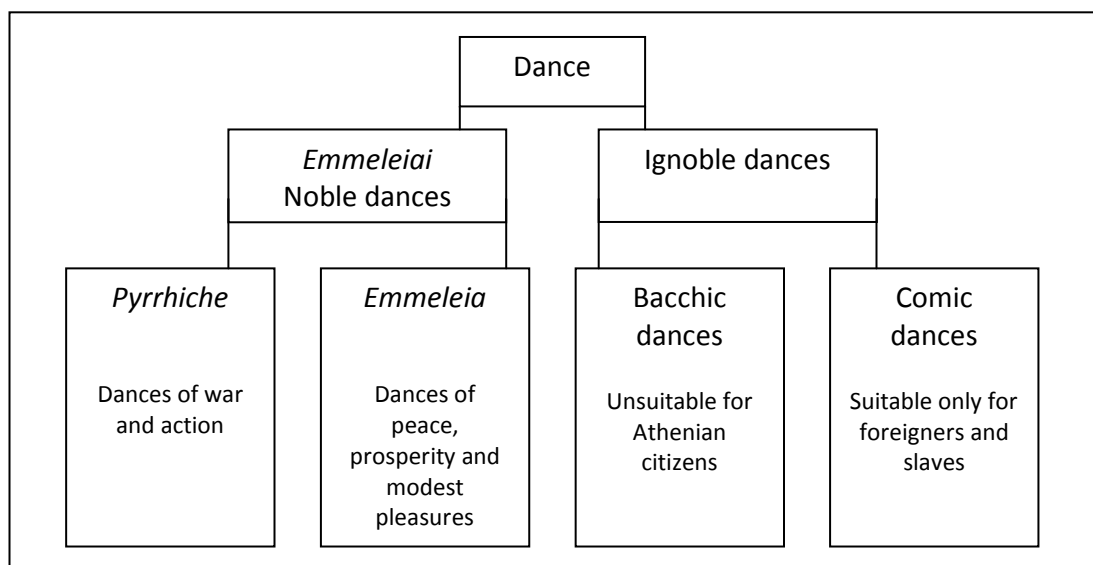 Dance
Emmeleiai
Noble dances
Ignoble dances
Pyrrhiche
Dances of war
and action
Emmeleia
Dances of
peace,
prosperity and
modest
pleasures
Bacchic
dances
Unsuitable for
Athenian
citizens
Comic
dances
Suitable only for
foreigners and
slaves